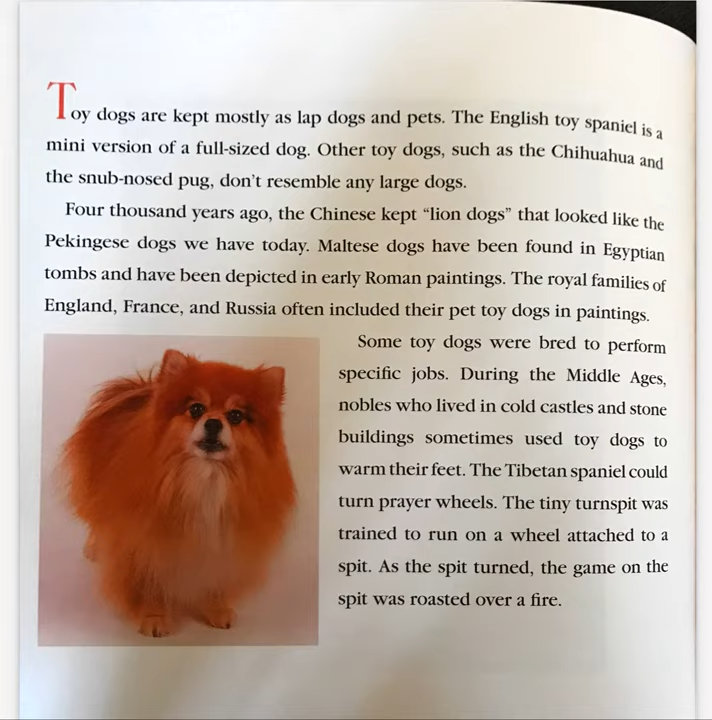 Toy dogs are kept mostly as lap dogs and pets. The English toy spaniel is a
mini version of a full-sized dog. Other toy dogs, such as the Chihuahua and
the snub-nosed pug, don't resemble any large dogs.
Four thousand years ago, the Chinese kept “lion dogs” that looked like the
Pekingese dogs we have today. Maltese dogs have been found in Egyptian
tombs and have been depicted in early Roman paintings. The royal families of
England, France, and Russia often included their pet toy dogs in paintings.
Some toy dogs were bred to perform
specific jobs. During the Middle Ages,
nobles who lived in cold castles and stone
buildings sometimes used toy dogs to
warm their feet. The Tibetan spaniel could
turn prayer wheels. The tiny turnspit was
trained to run on a wheel attached to a
spit. As the spit turned, the game on the
spit was roasted over a fire.